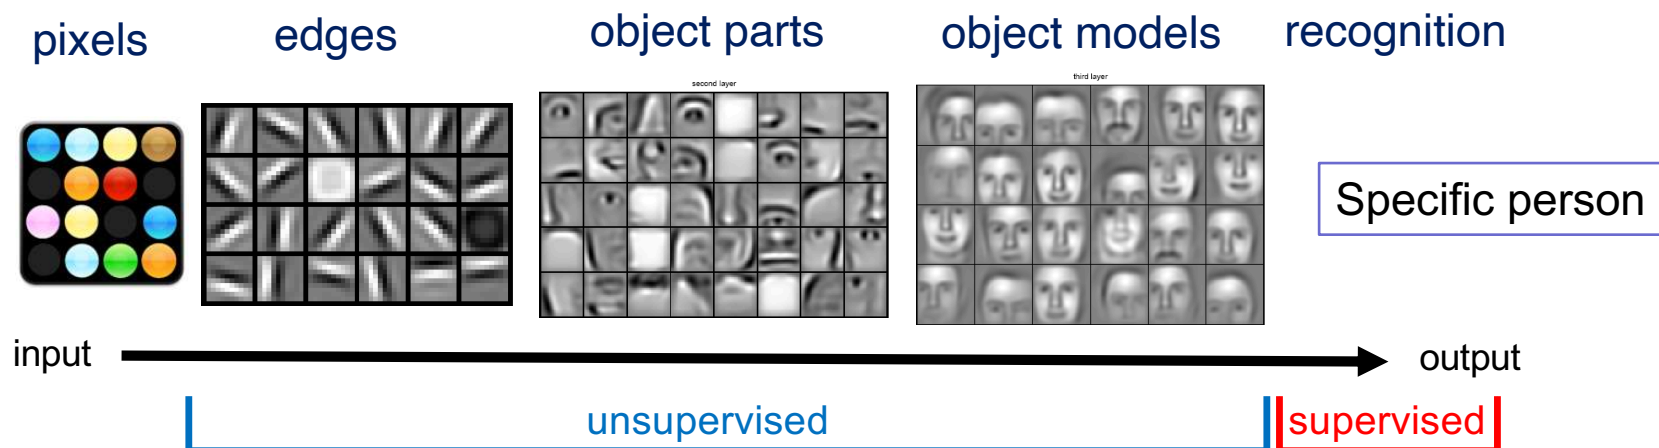 pixels
edges
object parts
object models
recognition
second layer
third layer
Specific person
input
output
unsupervised
supervised